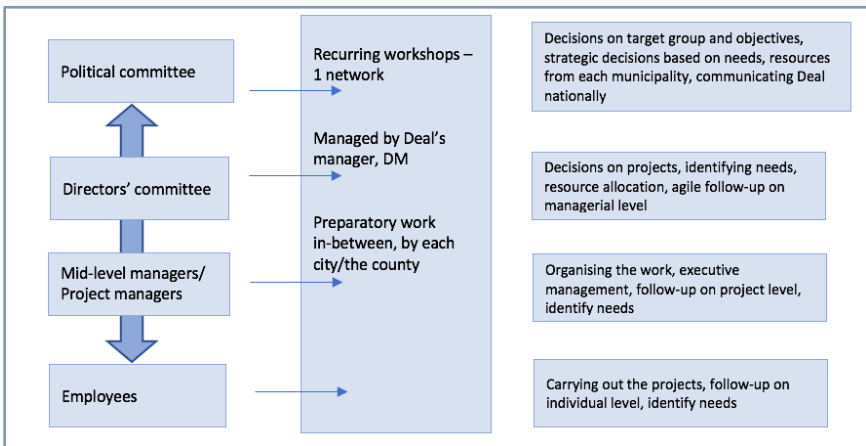 Political committee
Directors’ committee
Mid-level managers/
Project managers
Employees
Recurring workshops –
1 network
Managed by Deal’s
manager, DM
Preparatory work
in-between, by each
city/the county
Decisions on target group and objectives,
strategic decisions based on needs, resources
from each municipality, communicating Deal
nationally
Decisions on projects, identifying needs,
resource allocation, agile follow-up on
managerial level
Organising the work, executive
management, follow-up on project level,
identify needs
Carrying out the projects, follow-up on
individual level, identify needs